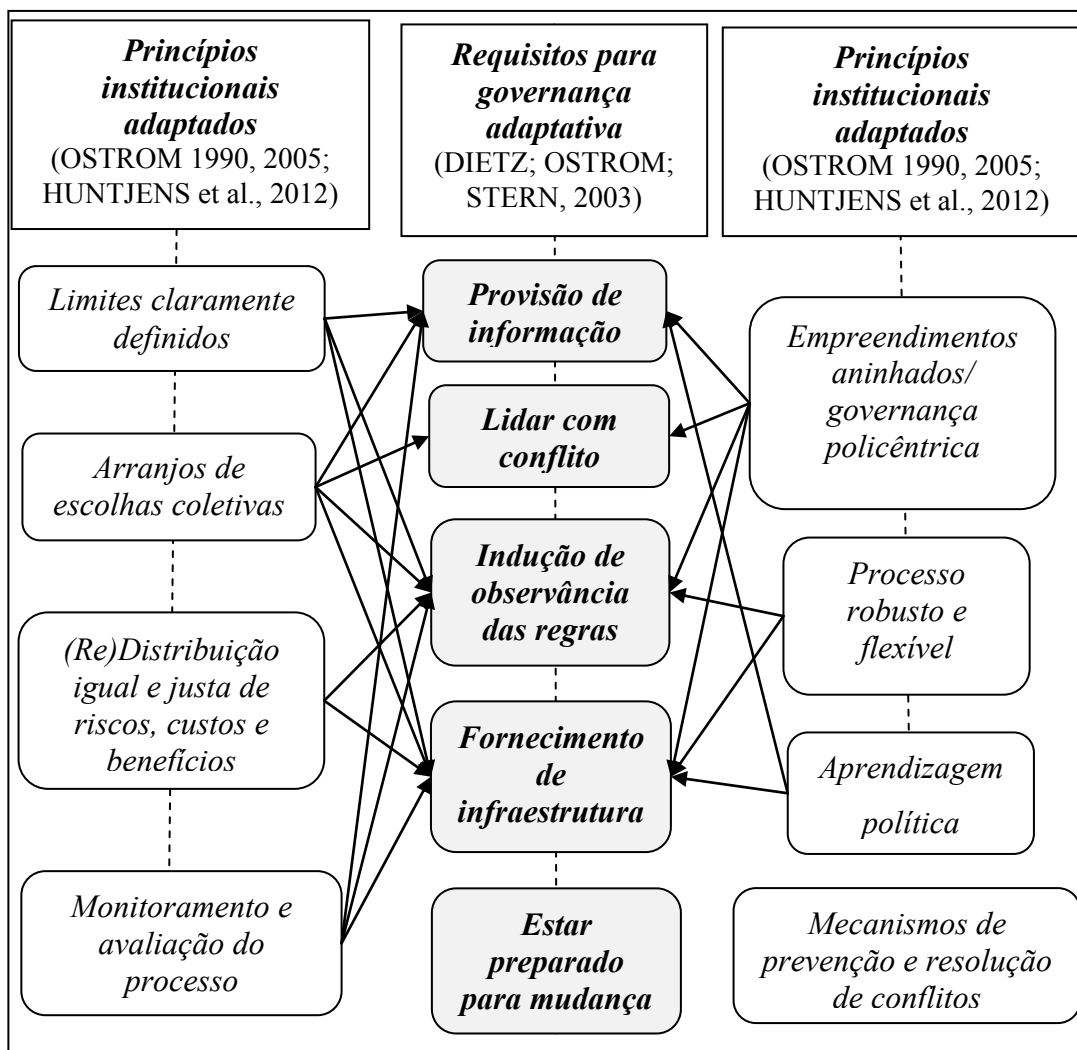 Princípios
institucionais
adaptados
(OSTROM 1990, 2005;
HUNTJENS et al., 2012)
Limites claramente
definidos
Arranjos de
escolhas coletivas
(Re)Distribuição
igual e justa de
riscos, custos e
benefícios
Monitoramento e
avaliação do
processo
Requisitos para
governança
adaptativa
(DIETZ; OSTROM;
STERN, 2003)
Provisão de
informação
Lidar com
conflito
Indução de
observância
das regras
Fornecimento
de
infraestrutura
Estar
preparado
para mudança
Princípios
institucionais
adaptados
(OSTROM 1990, 2005;
HUNTJENS et al., 2012)
Empreendimentos
aninhados/
governança
policêntrica
Processo
robusto e
flexível
Aprendizagem
política
Mecanismos de
prevenção e resolução
de conflitos